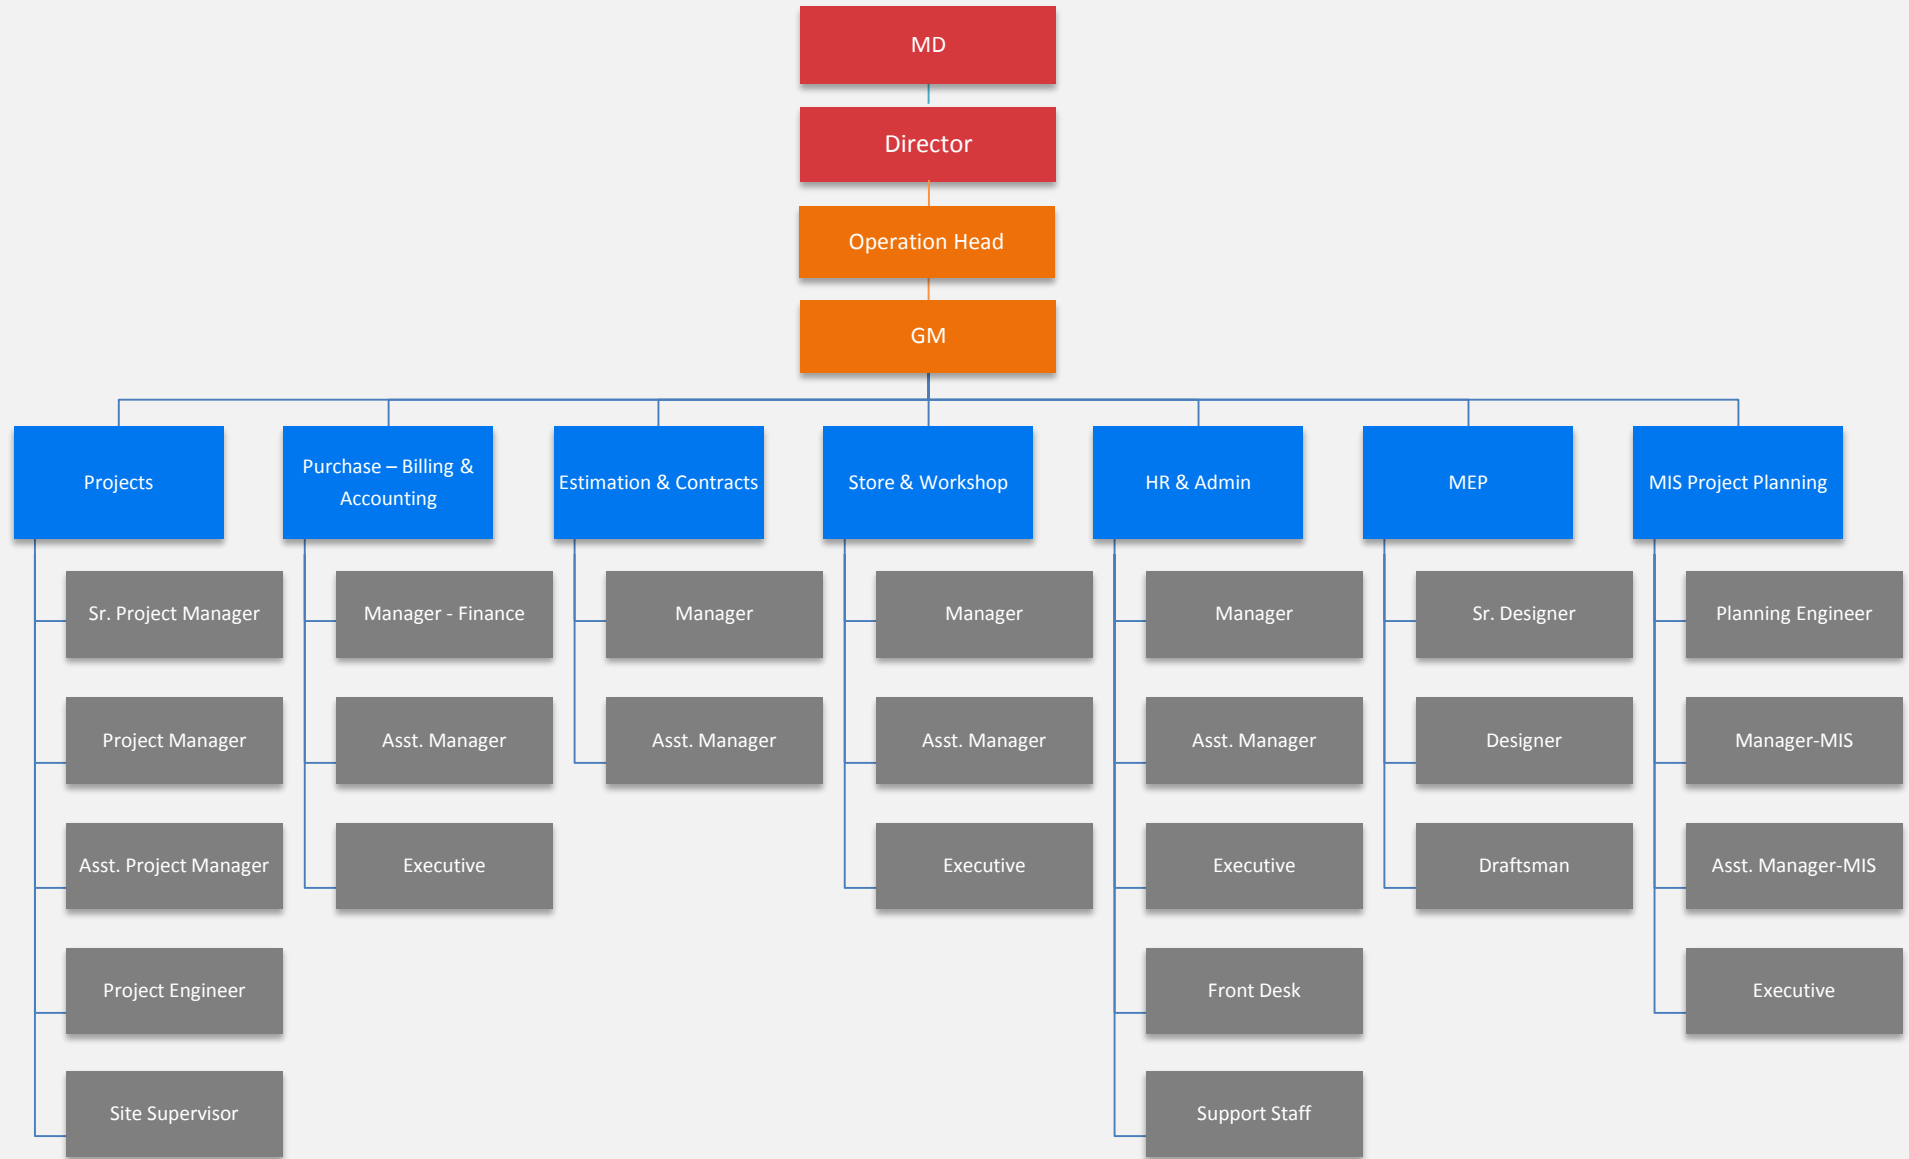 MD
Director
Operation Head
GM
Projects
Purchase – Billing &
Accounting
Estimation & Contracts
Store & Workshop
HR & Admin
MEP
MIS Project Planning
Sr. Project Manager
Manager - Finance
Manager
Manager
Manager
Sr. Designer
Planning Engineer
Project Manager
Asst. Manager
Asst. Manager
Asst. Manager
Asst. Manager
Designer
Manager-MIS
Asst. Project Manager
Executive
Executive
Executive
Draftsman
Asst. Manager-MIS
Project Engineer
Front Desk
Executive
Site Supervisor
Support Staff